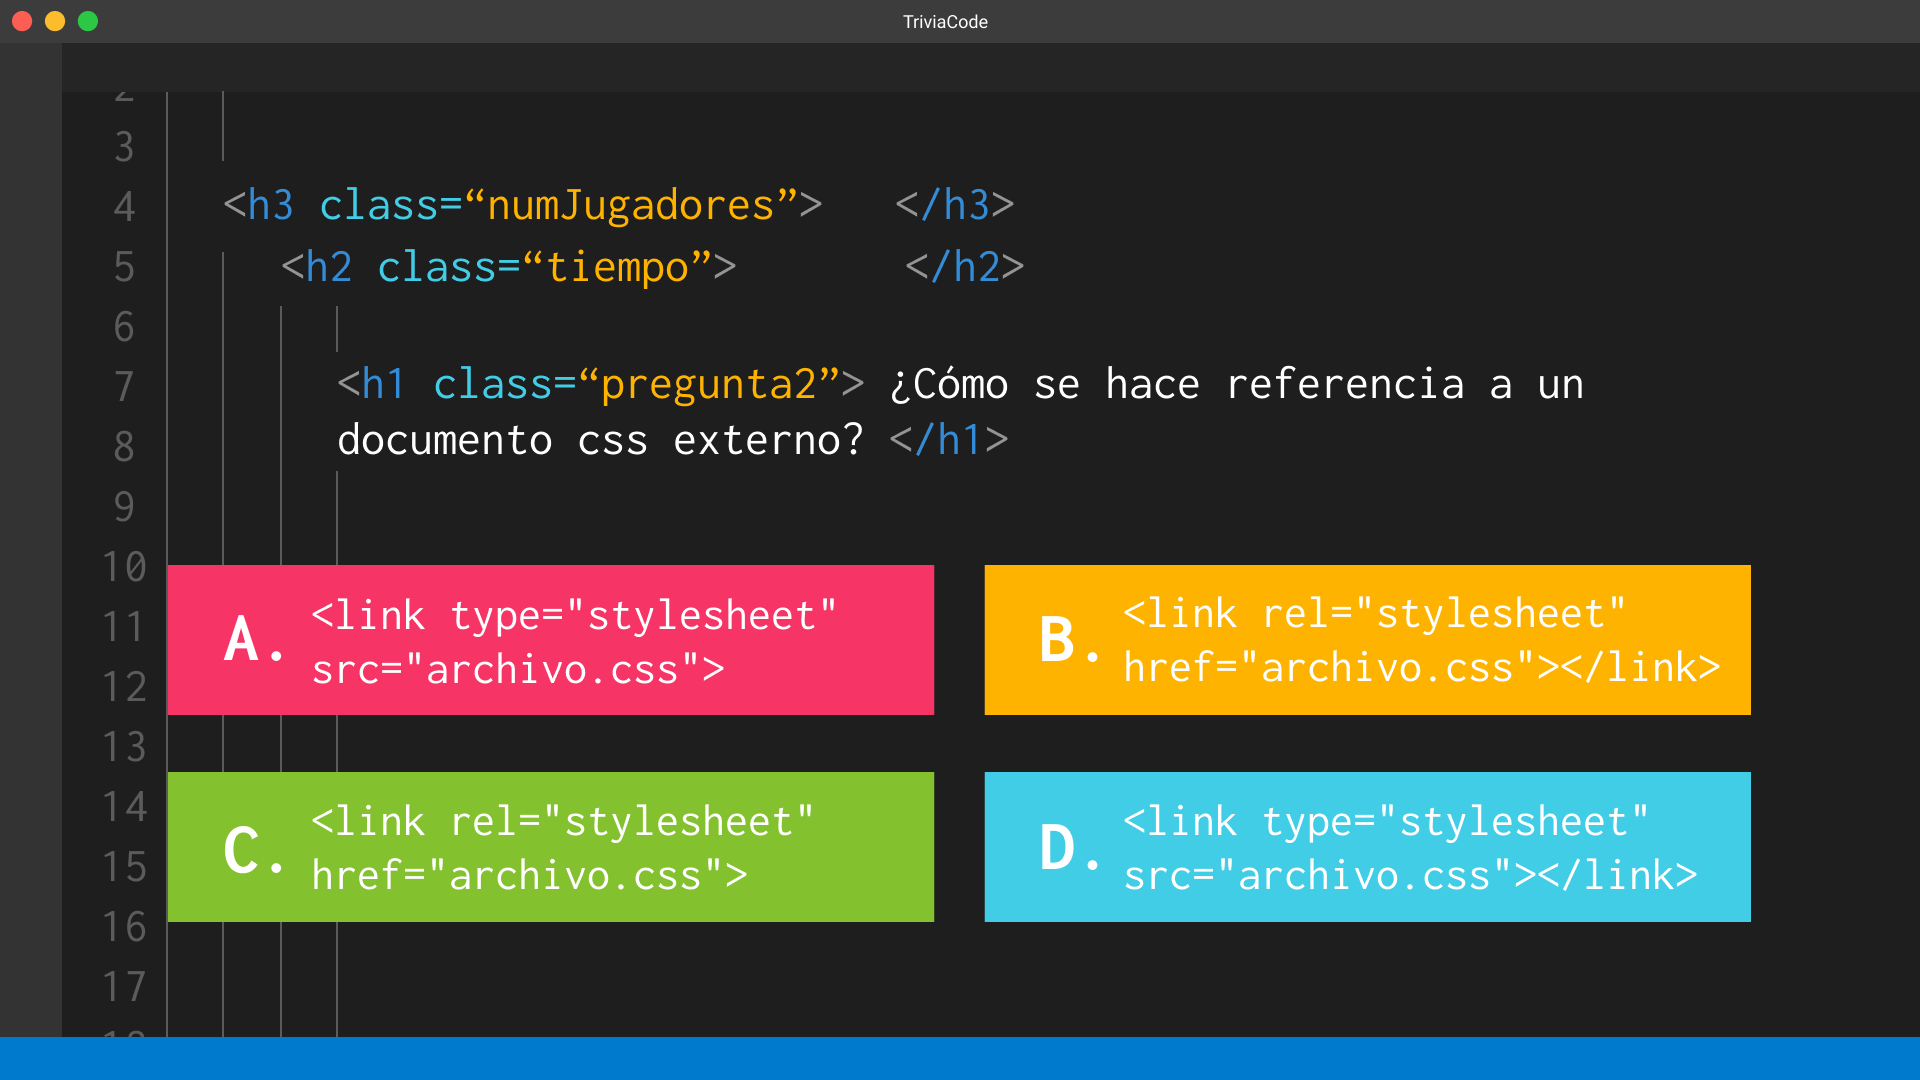 TriviaCode
2
3
4 <h3 class=“numJugadores”> </h3>
5 <h2 class=“tiempo”> </h2>
6
7 <h1 class=“pregunta2”> ¿Cómo se hace referencia a un
8 documento css externo? </h1>
9
10
11
12
13
14
15
16
17
18
A. <link type="stylesheet"
src="archivo.css">
B. <link rel="stylesheet"
href="archivo.css"></link>
C. <link rel="stylesheet"
href="archivo.css">
D. <link type="stylesheet"
src="archivo.css"></link>